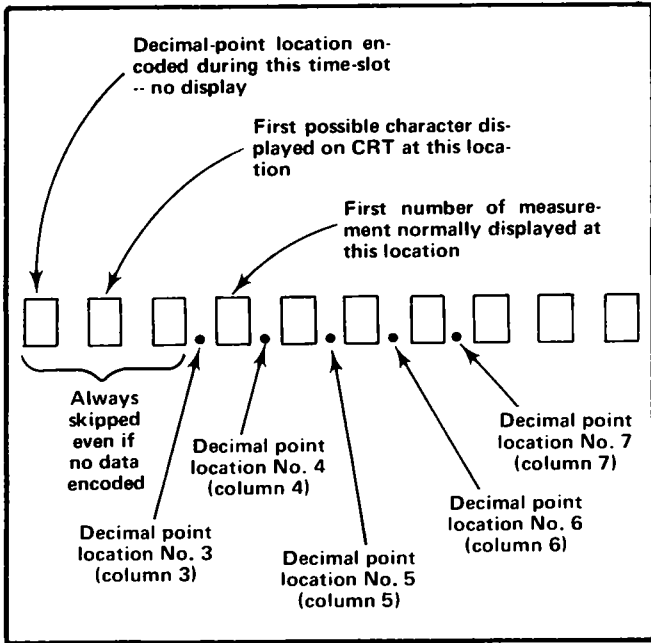 Decimal-point location en-
coded during this time-slot
-- no display
First possible character dis-
played on CRT at this loca-
tion
First number of measure-
ment normally displayed at
this location
Always
skipped
even if
no data
encoded
Decimal point
location No. 3
(column 3)
Decimal point
location No. 4
(column 4)
Decimal point
location No. 5
(column 5)
Decimal point
location No. 6
(column 6)
Decimal point
location No. 7
(column 7)